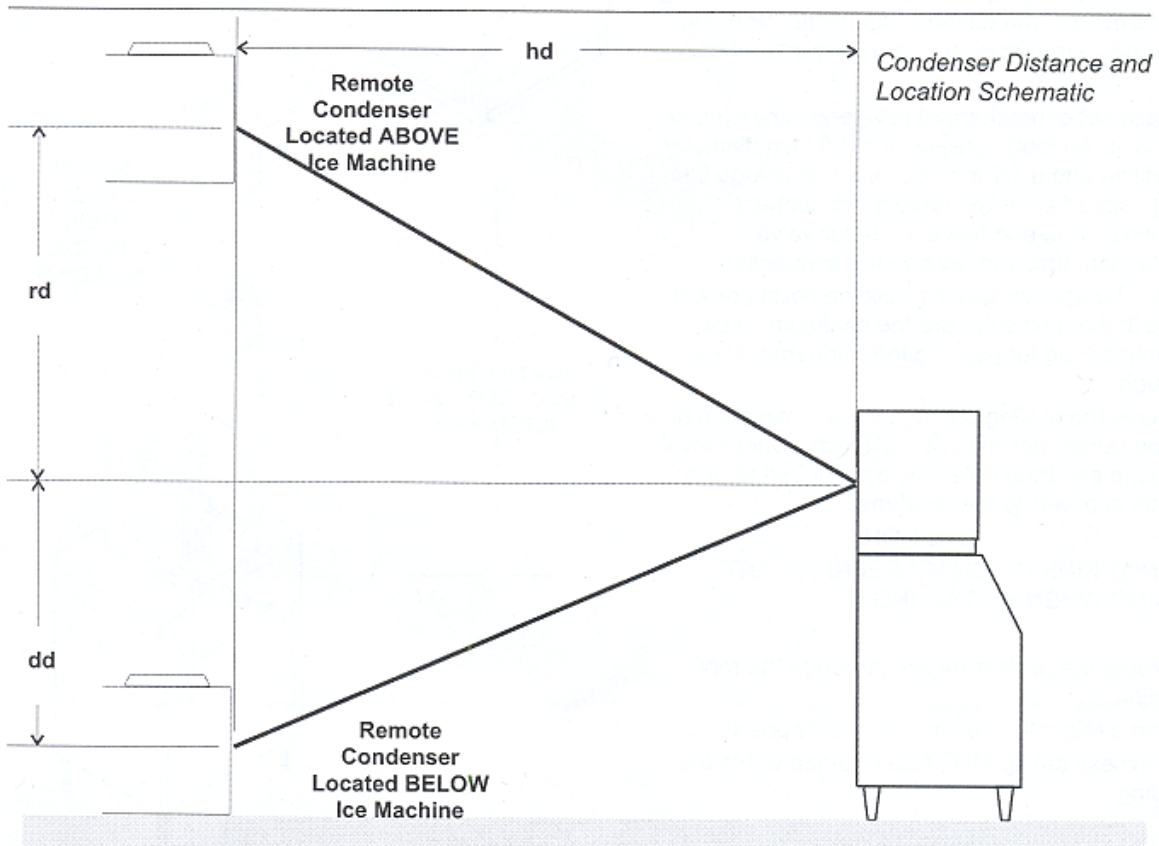 hd
Condenser Distance and
Location Schematic
Remote
Condenser
Located ABOVE
Ice Machine
rd
dd
Remote
Condenser
Located BELOW
Ice Machine